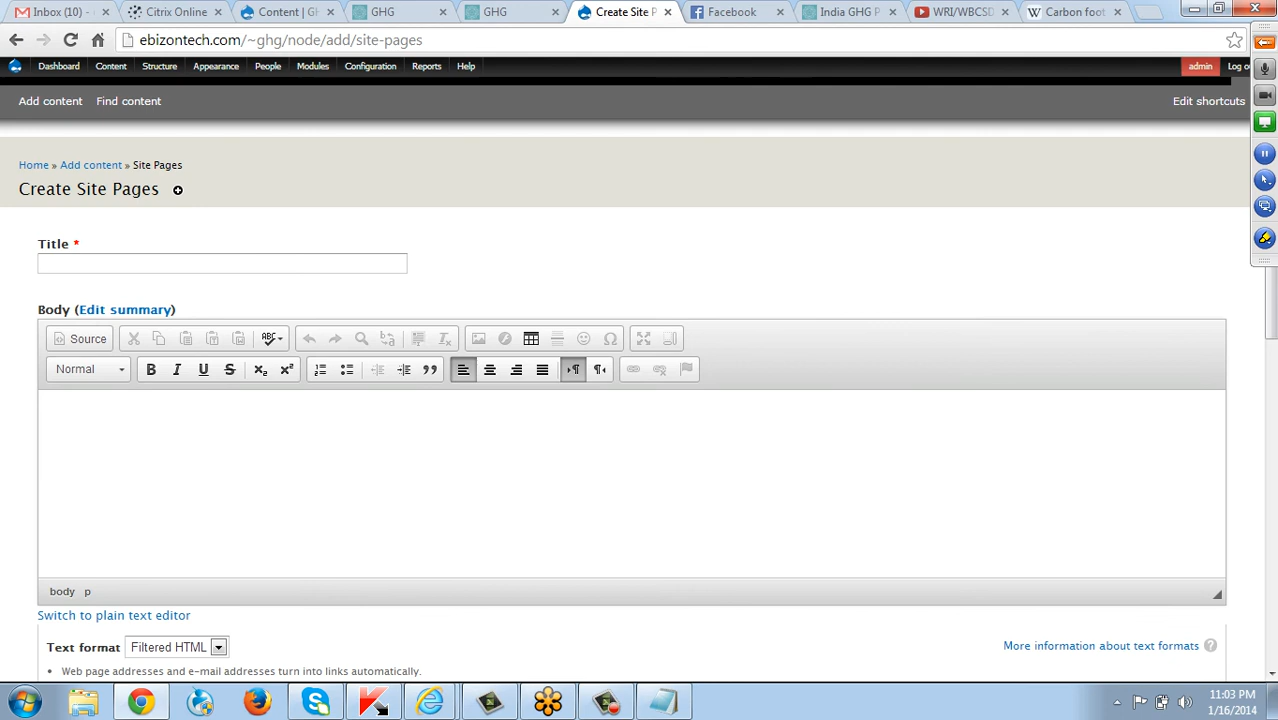 Inbox (10) -
Citrix Online
Content | GH
GHG
GHG
Create Site P
Facebook
India GHG P
WRI/WBCSD
Carbon foot
ebizontech.com/~ghg/node/add/site-pages
Dashboard Content Structure Appearance People Modules Configuration Reports Help admin Log o
Add content Find content Edit shortcuts
Home » Add content » Site Pages
Create Site Pages
Title *
Body (Edit summary)
Source
Normal
body p
Switch to plain text editor
Text format Filtered HTML More information about text formats
• Web page addresses and e-mail addresses turn into links automatically.
11:03 PM
1/16/2014